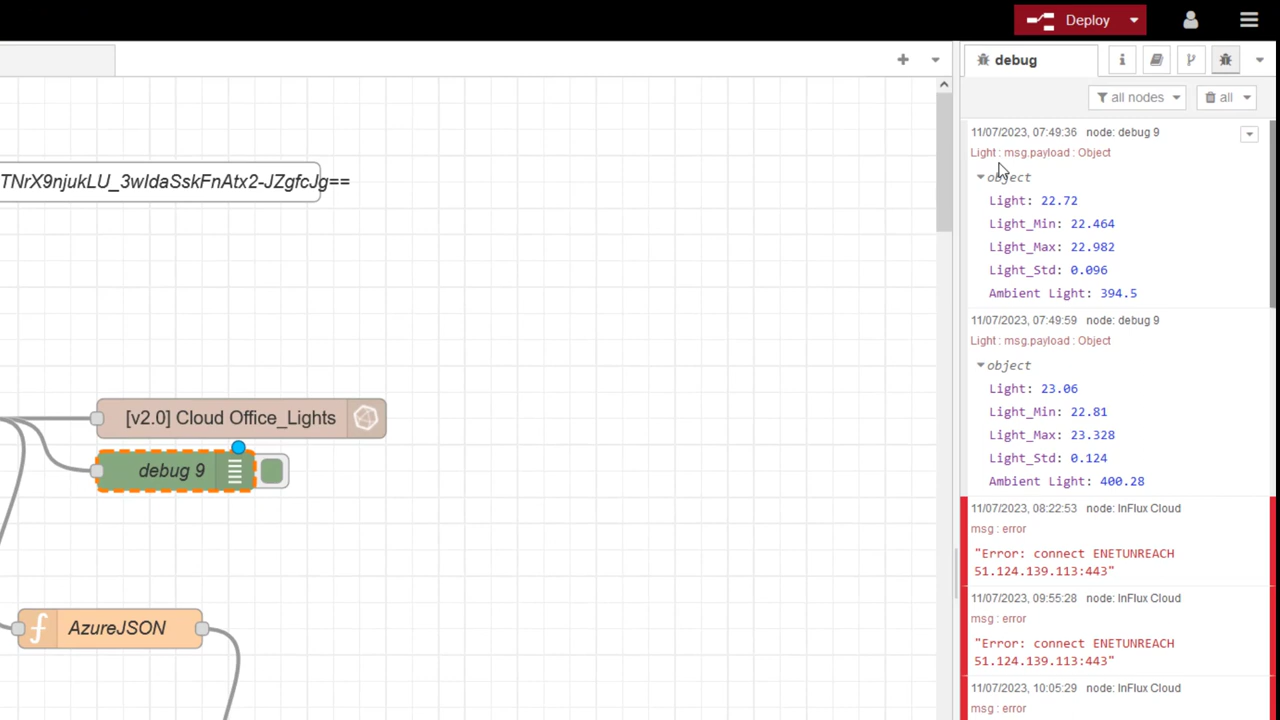 Deploy
debug
all nodes
all
11/07/2023, 07:49:36 node: debug 9
Light : msg.payload : Object
object
Light: 22.72
Light_Min: 22.464
Light_Max: 22.982
Light_Std: 0.096
Ambient Light: 394.5
11/07/2023, 07:49:59 node: debug 9
Light : msg.payload : Object
object
Light: 23.06
Light_Min: 22.81
Light_Max: 23.328
Light_Std: 0.124
Ambient Light: 400.28
11/07/2023, 08:22:53 node: InFlux Cloud
msg : error
"Error: connect ENETUNREACH
51.124.139.113:443"
11/07/2023, 09:55:28 node: InFlux Cloud
msg : error
"Error: connect ENETUNREACH
51.124.139.113:443"
11/07/2023, 10:05:29 node: InFlux Cloud
msg : error
TNrX9njukLU_3wIdaSskFnAtx2-JZgfcJg==
[v2.0] Cloud Office_Lights
debug 9
AzureJSON